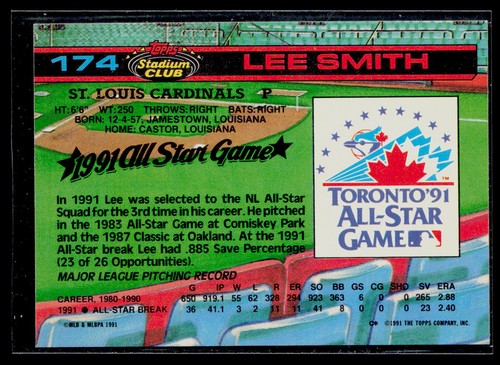 174 Topps Stadium CLUB LEE SMITH
ST. LOUIS CARDINALS P
HT: 6'6" WT: 250 THROWS: RIGHT BATS: RIGHT
BORN: 12-4-57, JAMESTOWN, LOUISIANA
HOME: CASTOR, LOUISIANA
1991 All Star Game
In 1991 Lee was selected to the NL All-Star
Squad for the 3rd time in his career. He pitched
in the 1983 All-Star Game at Comiskey Park
and the 1987 Classic at Oakland. At the 1991
All-Star break Lee had .885 Save Percentage
(23 of 26 Opportunities).
TORONTO '91
ALL-STAR
GAME
TM
MAJOR LEAGUE PITCHING RECORD
G IP W L R ER SO BB GS CG SHO SV ERA
CAREER, 1980-1990 650 919.1 55 62 328 294 923 363 6 0 0 265 2.88
1991 ALL-STAR BREAK 36 41.1 3 2 11 11 41 8 0 0 0 23 2.40
©MLB & MLBPA 1991 ©1991 THE TOPPS COMPANY, INC.